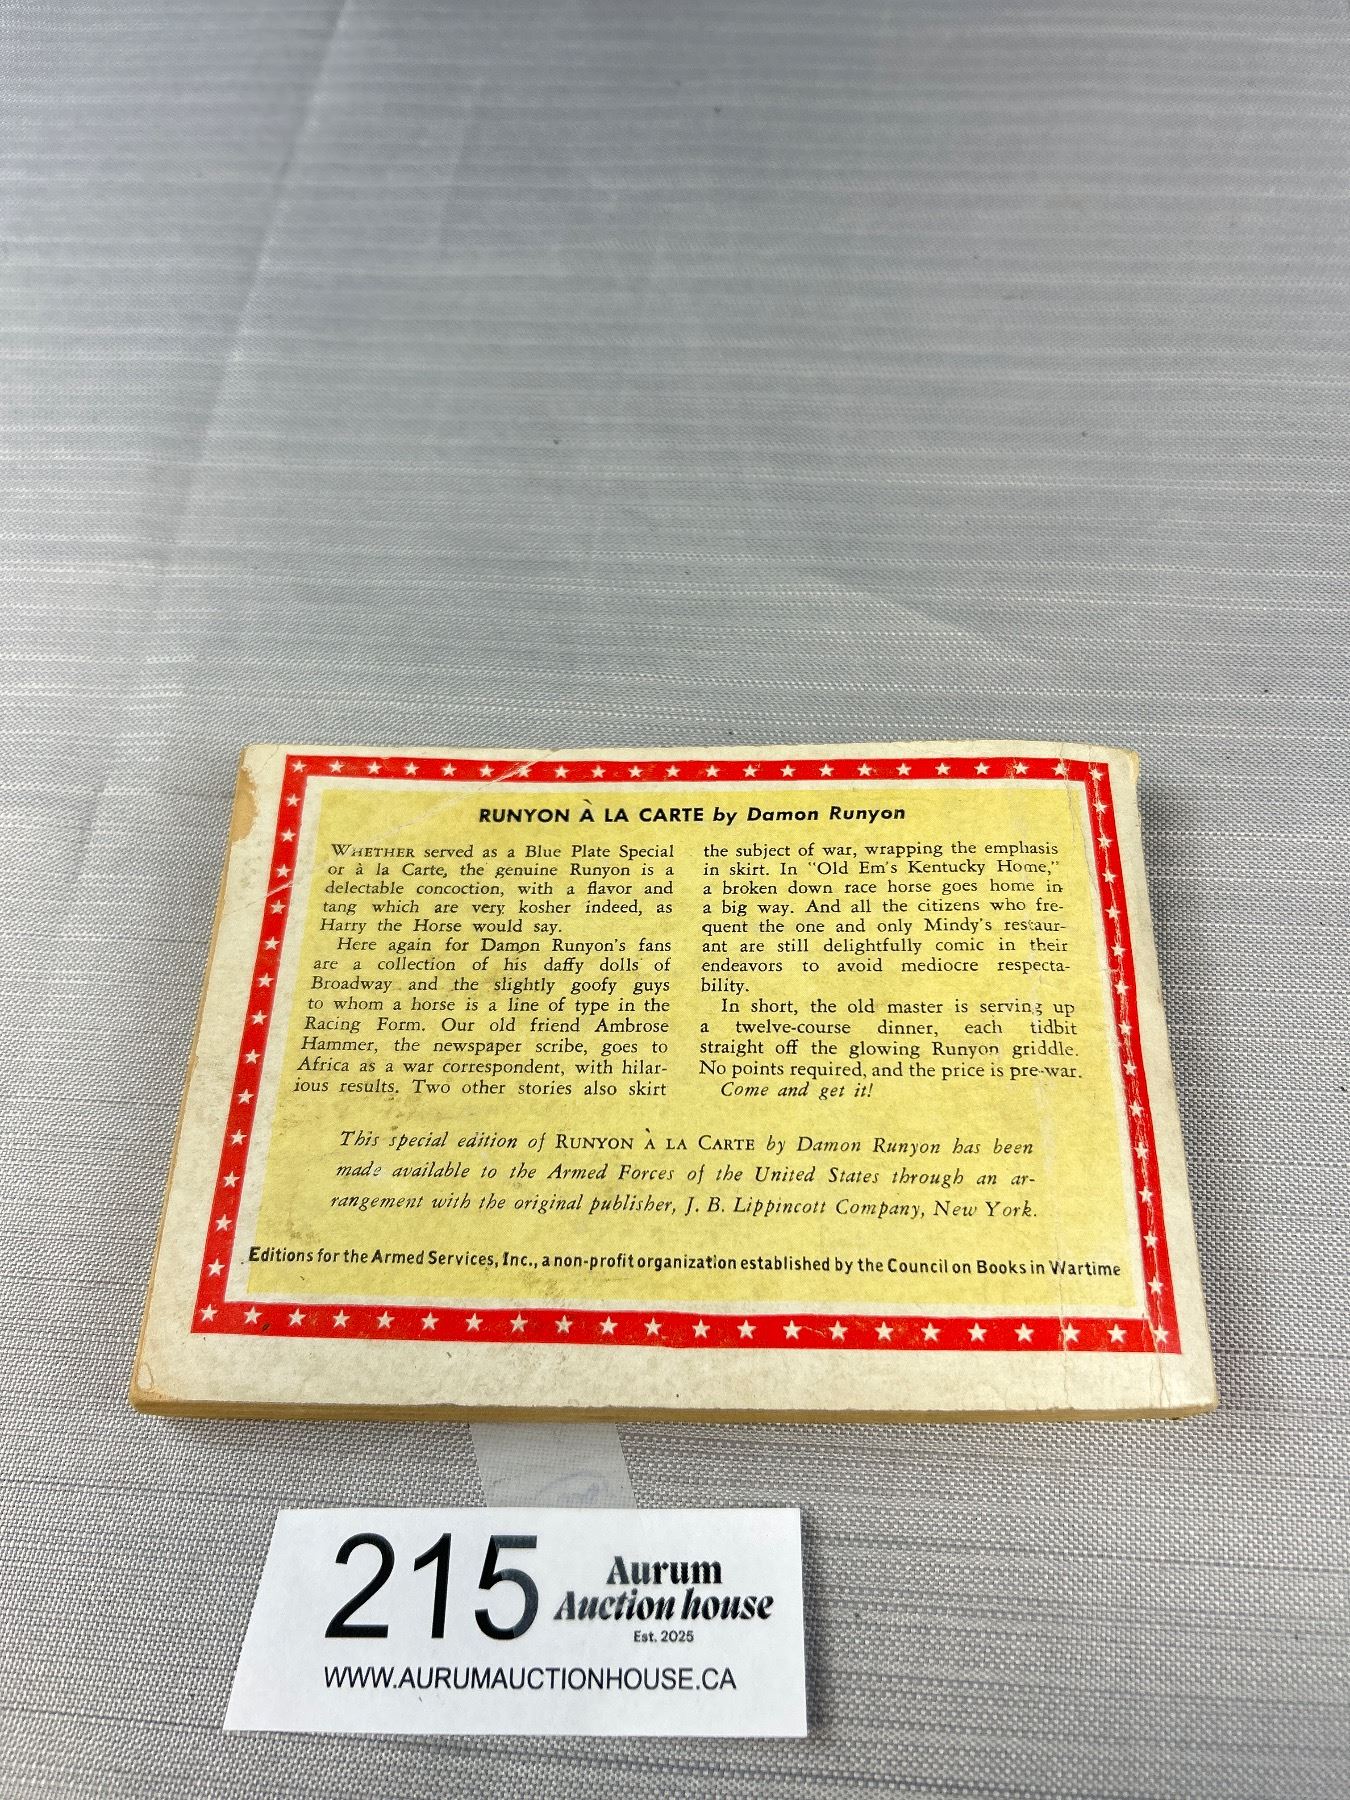 RUNYON À LA CARTE by Damon Runyon
WHETHER served as a Blue Plate Special
or à la Carte, the genuine Runyon is a
delectable concoction, with a flavor and
tang which are very kosher indeed, as
Harry the Horse would say.
Here again for Damon Runyon's fans
are a collection of his daffy dolls of
Broadway and the slightly goofy guys
to whom a horse is a line of type in the
Racing Form. Our old friend Ambrose
Hammer, the newspaper scribe, goes to
Africa as a war correspondent, with hilar-
ious results. Two other stories also skirt
the subject of war, wrapping the emphasis
in skirt. In "Old Em's Kentucky Home,"
a broken down race horse goes home in
a big way. And all the citizens who fre-
quent the one and only Mindy's restaur-
ant are still delightfully comic in their
endeavors to avoid mediocre respecta-
bility.
In short, the old master is serving up
a twelve-course dinner, each tidbit
straight off the glowing Runyon griddle.
No points required, and the price is pre-war.
Come and get it!
This special edition of RUNYON À LA CARTE by Damon Runyon has been
made available to the Armed Forces of the United States through an ar-
rangement with the original publisher, J. B. Lippincott Company, New York.
Editions for the Armed Services, Inc., a non-profit organization established by the Council on Books in Wartime
215
Aurum
Auction house
Est. 2025
WWW.AURUMAUCTIONHOUSE.CA